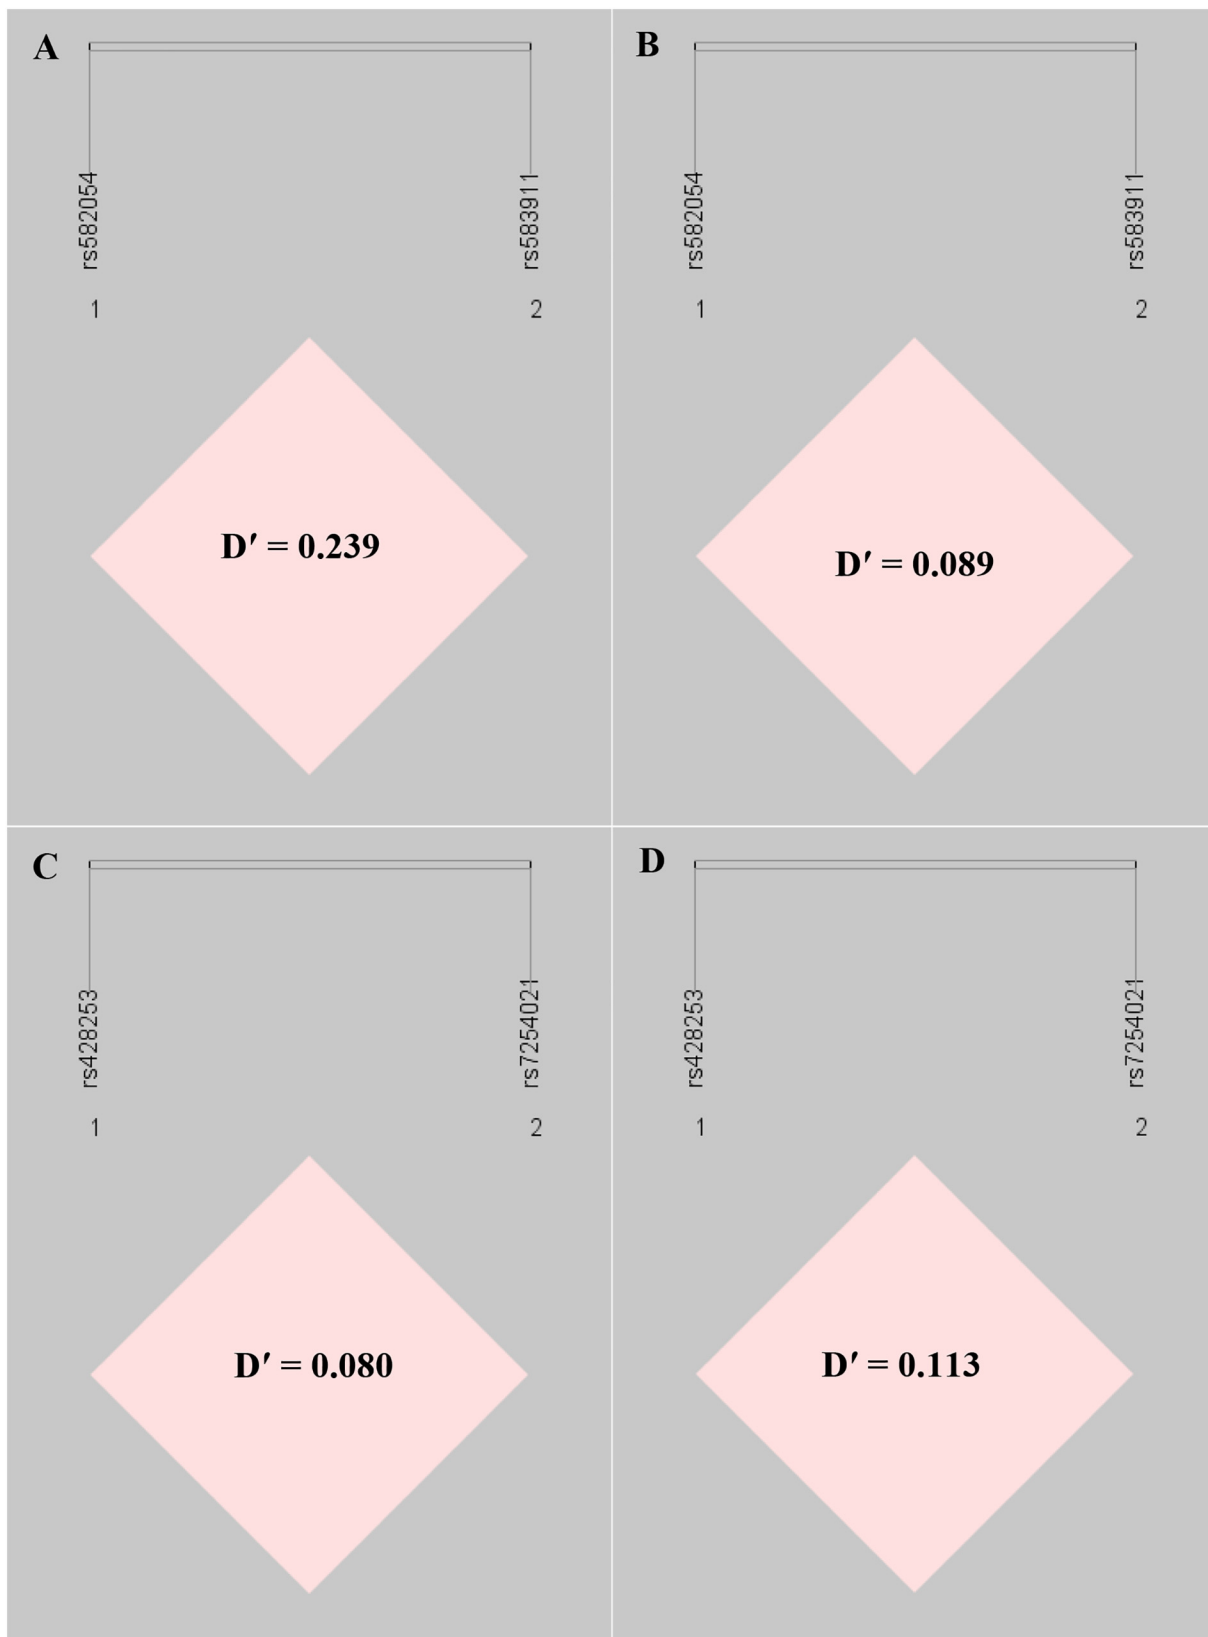 A
rs582054
rs583911
1
2
D′ = 0.239
B
rs582054
rs583911
1
2
D′ = 0.089
C
rs428253
rs7254021
1
2
D′ = 0.080
D
rs428253
rs7254021
1
2
D′ = 0.113